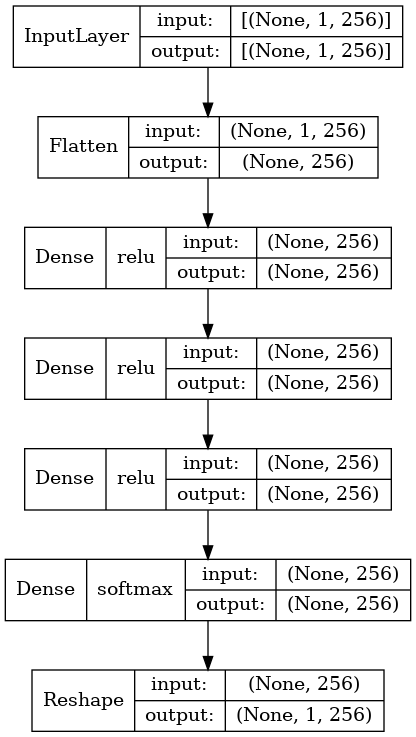 InputLayer input: [(None, 1, 256)]
output: [(None, 1, 256)]
Flatten input: (None, 1, 256)
output: (None, 256)
Dense relu input: (None, 256)
output: (None, 256)
Dense relu input: (None, 256)
output: (None, 256)
Dense relu input: (None, 256)
output: (None, 256)
Dense softmax input: (None, 256)
output: (None, 256)
Reshape input: (None, 256)
output: (None, 1, 256)